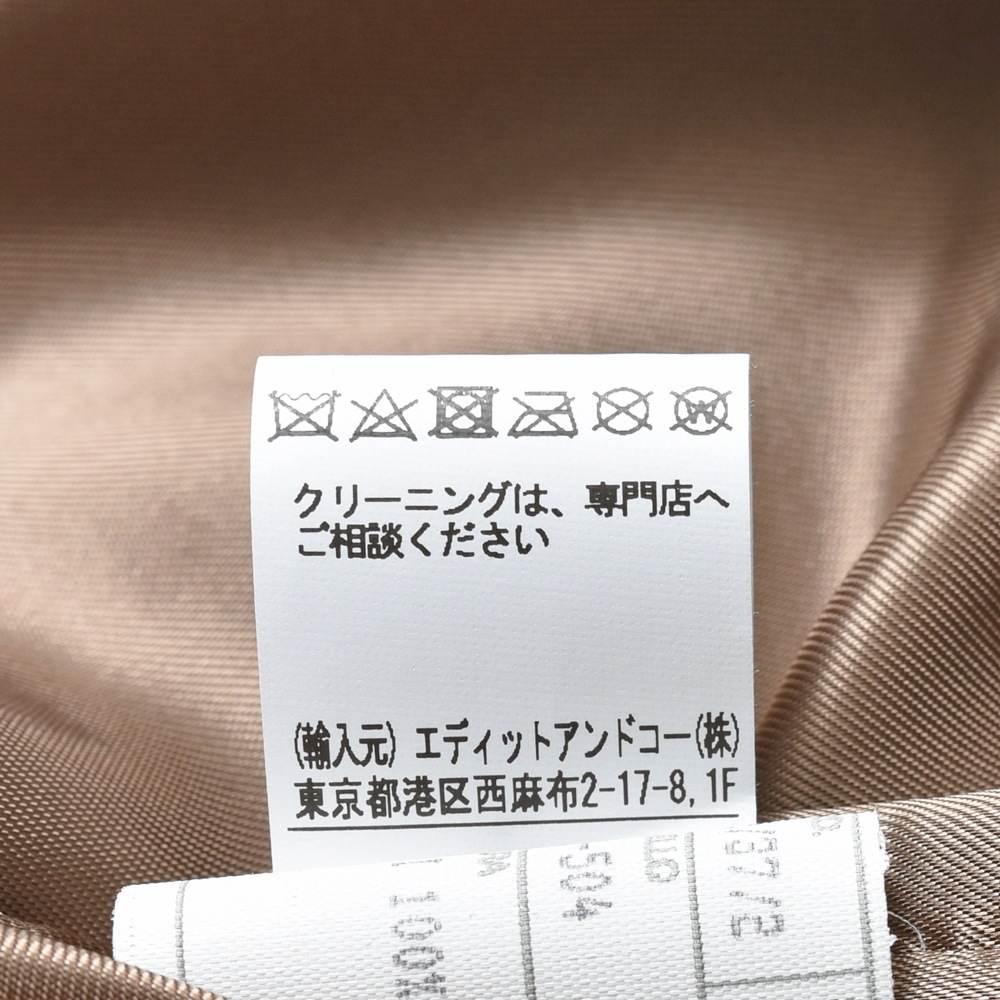 クリーニングは、専門店へ
ご相談ください
(輸入元) エディットアンドコー(株)
東京都港区西麻布2-17-8, 1F
-504